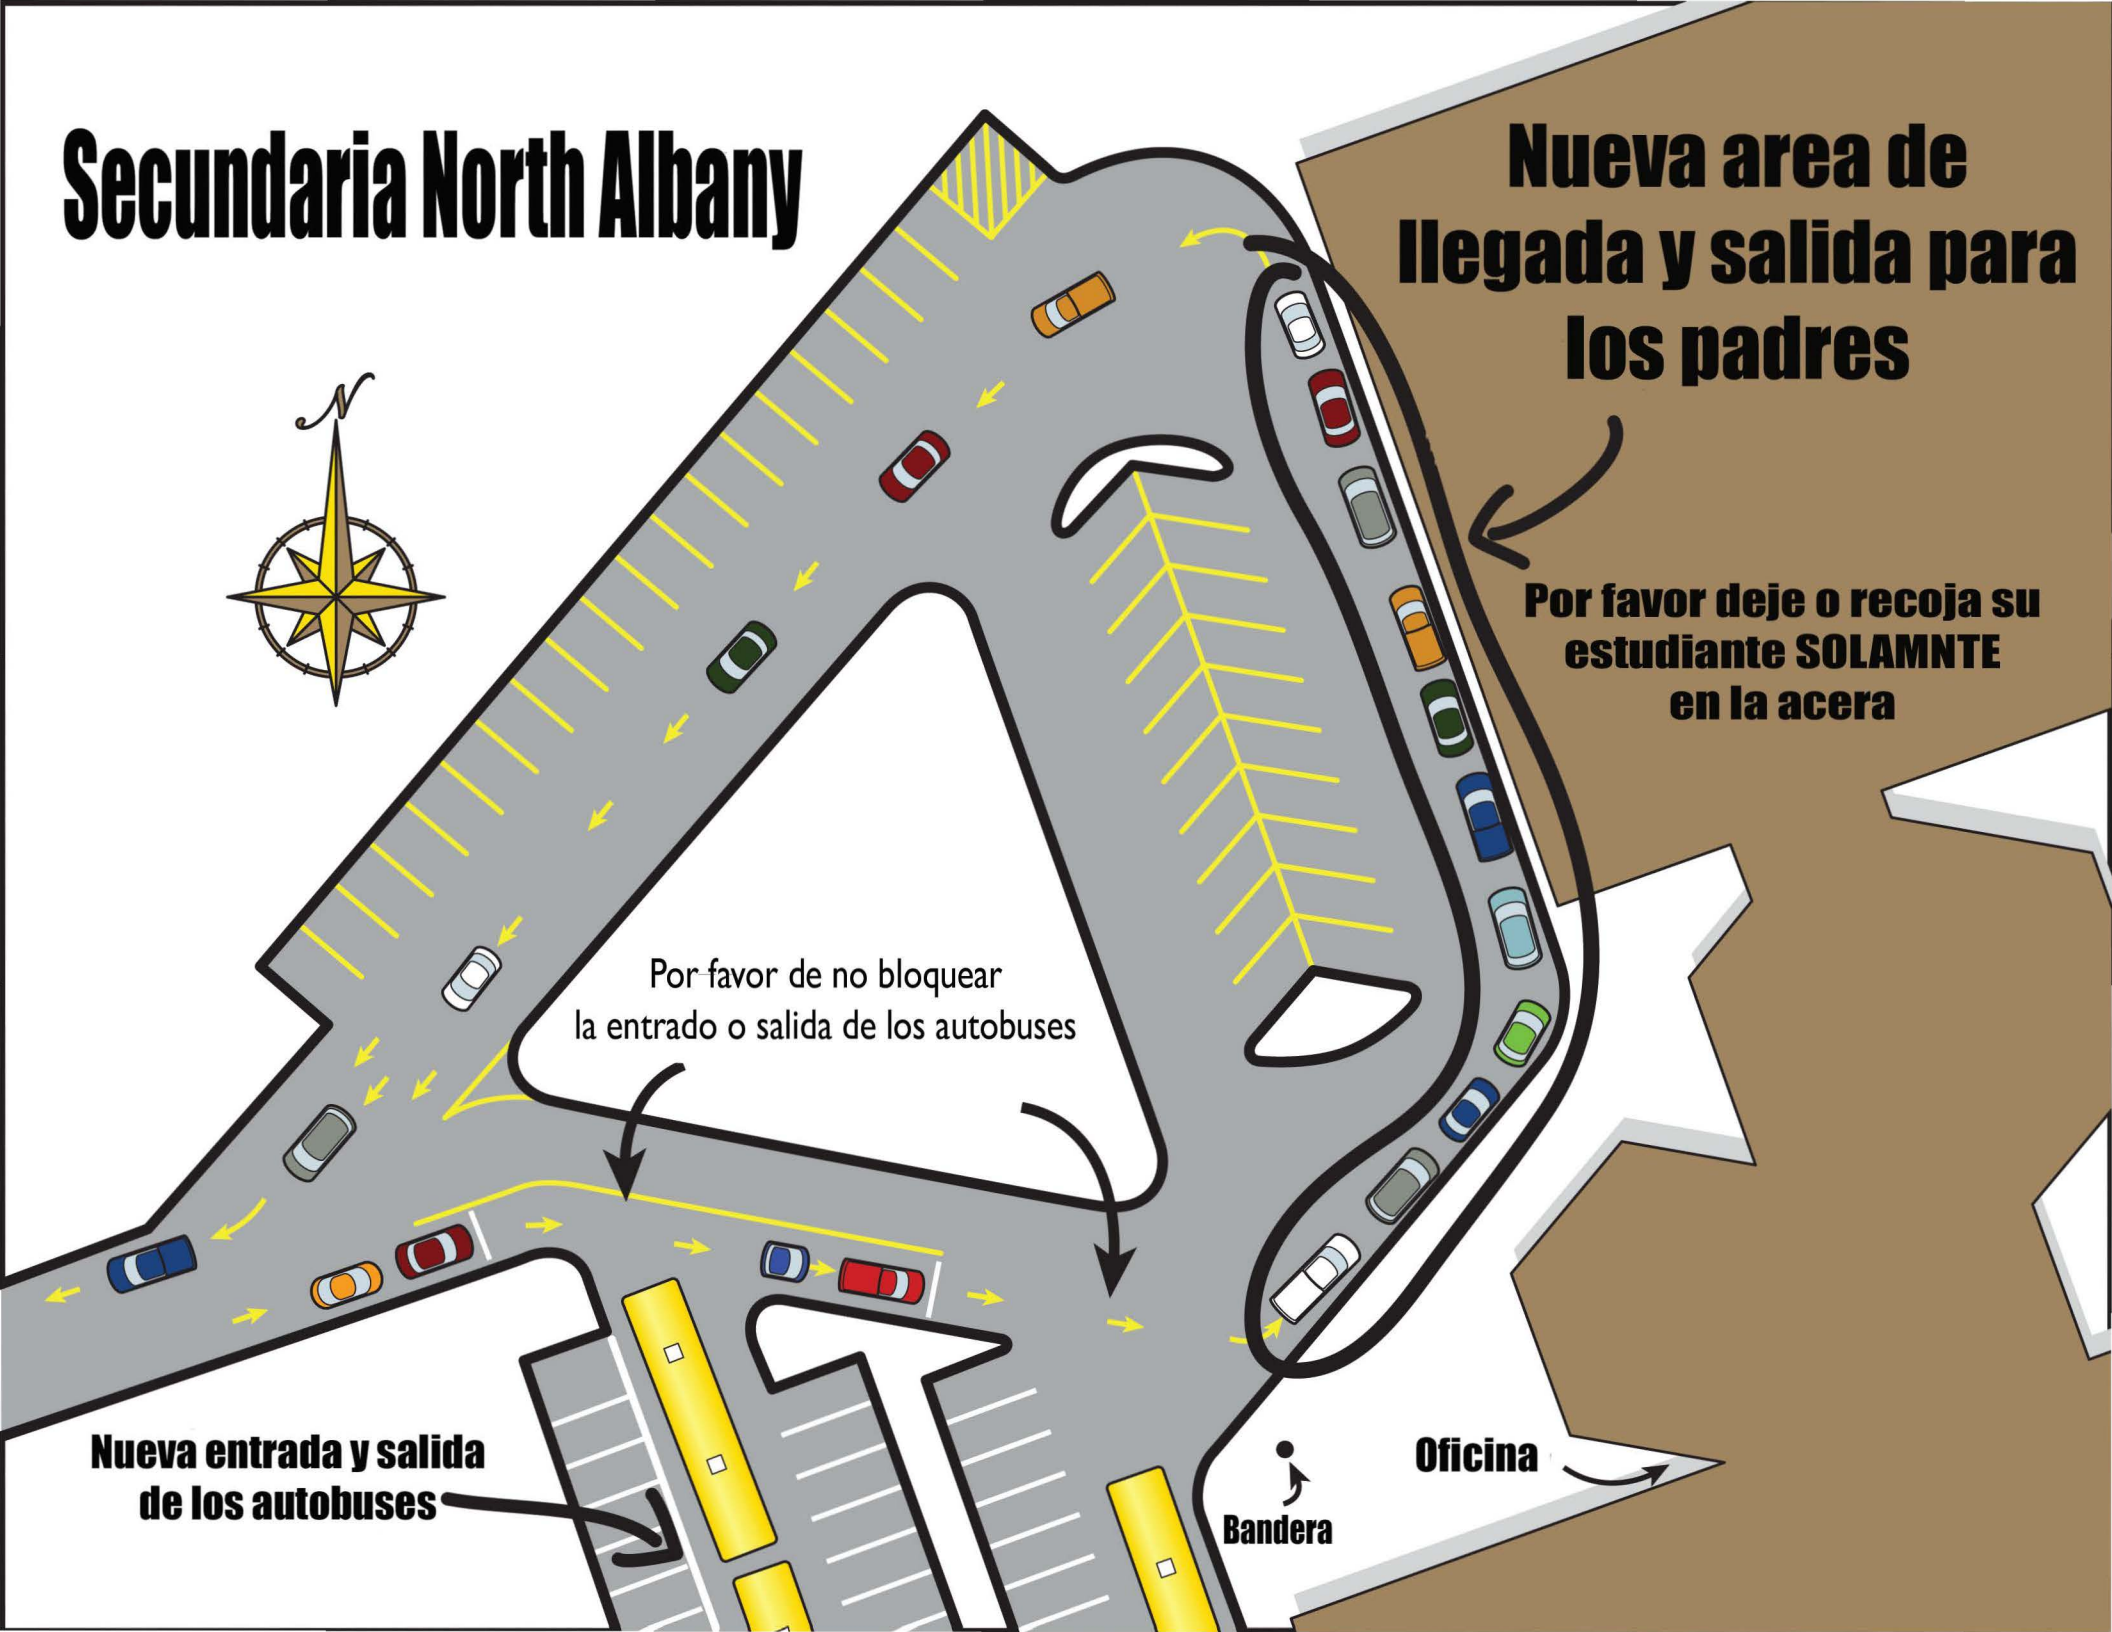 Secundaria North Albany
Nueva area de
llegada y salida para
los padres
N
Por favor deje o recoja su
estudiante SOLAMNTE
en la acera
Por favor de no bloquear
la entrado o salida de los autobuses
Nueva entrada y salida
de los autobuses
Oficina
Bandera